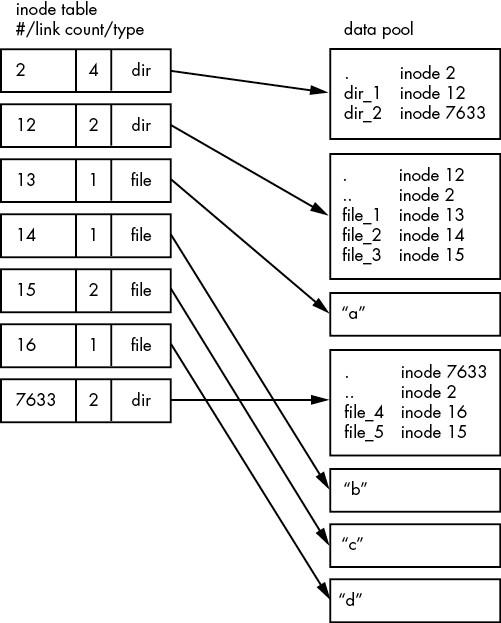 inode table
#/link count/type
data pool
2 4 dir
12 2 dir
13 1 file
14 1 file
15 2 file
16 1 file
7633 2 dir
. inode 2
dir_1 inode 12
dir_2 inode 7633
. inode 12
.. inode 2
file_1 inode 13
file_2 inode 14
file_3 inode 15
“a”
. inode 7633
.. inode 2
file_4 inode 16
file_5 inode 15
“b”
“c”
“d”